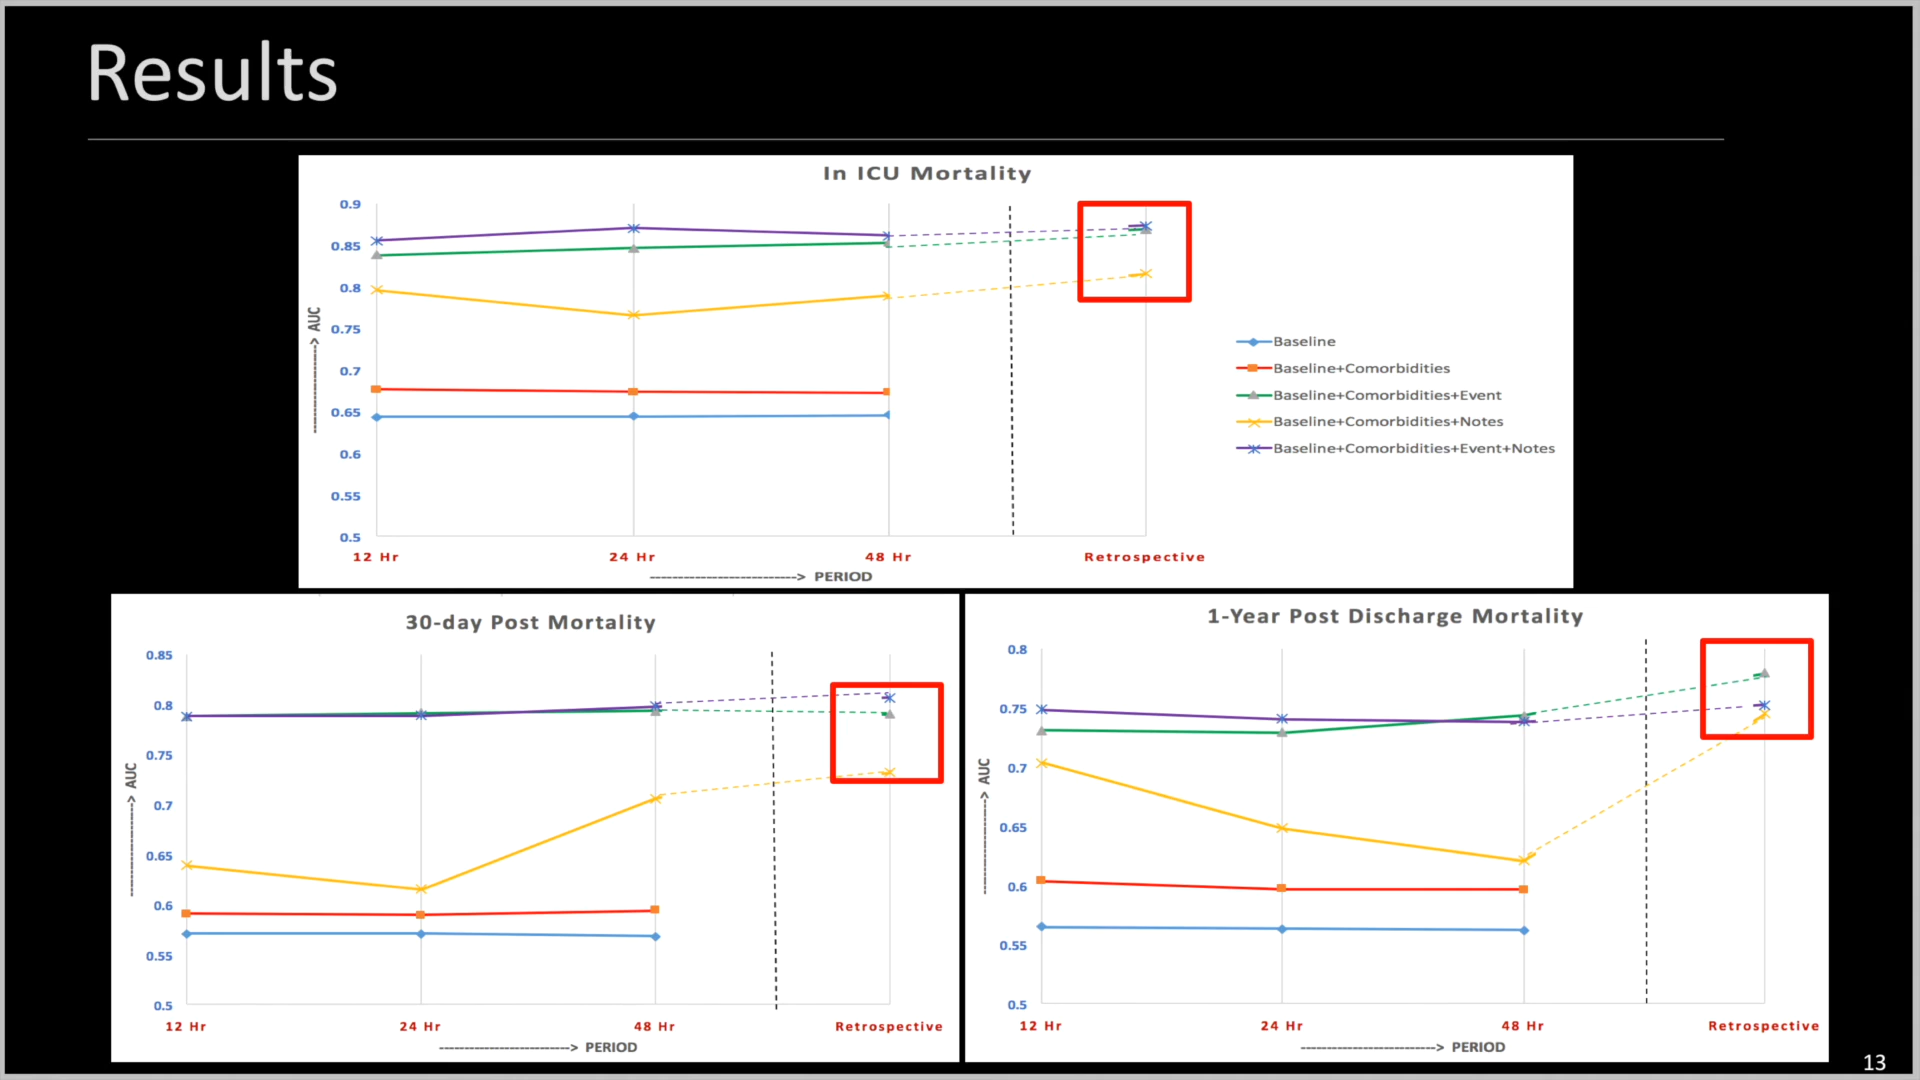 Results
In ICU Mortality
0.9
0.85
0.8
0.75
0.7
0.65
0.6
0.55
0.5
-----------------------> AUC
12 Hr
24 Hr
48 Hr
Retrospective
--------------------------> PERIOD
Baseline
Baseline+Comorbidities
Baseline+Comorbidities+Event
Baseline+Comorbidities+Notes
Baseline+Comorbidities+Event+Notes
30-day Post Mortality
0.85
0.8
0.75
0.7
0.65
0.6
0.55
0.5
-----------------------> AUC
12 Hr
24 Hr
48 Hr
Retrospective
--------------------------> PERIOD
1-Year Post Discharge Mortality
0.8
0.75
0.7
0.65
0.6
0.55
0.5
-----------------------> AUC
12 Hr
24 Hr
48 Hr
Retrospective
--------------------------> PERIOD
13